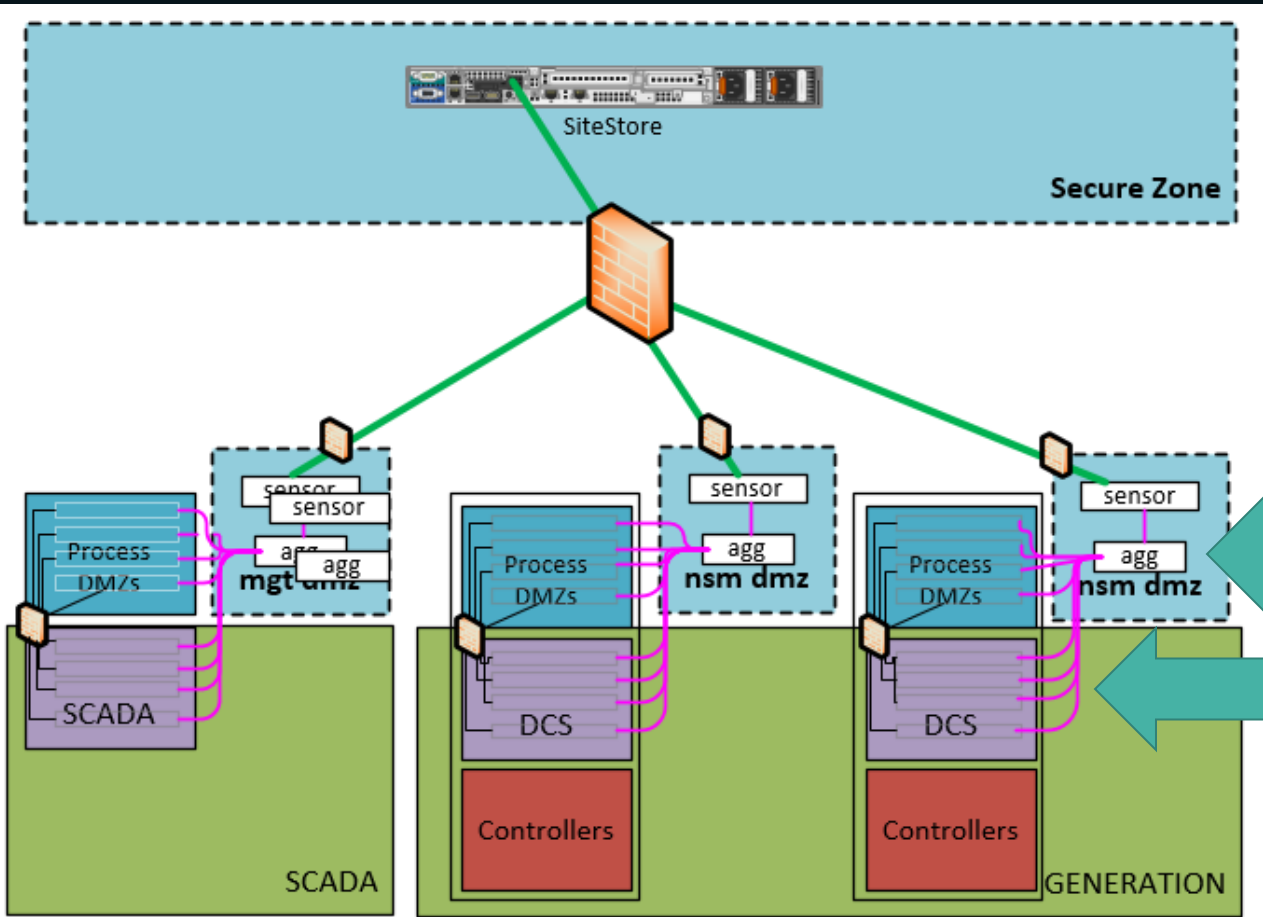 SiteStore
Secure Zone
sensor
sensor
agg
agg
mgt dmz
Process
DMZs
SCADA
SCADA
sensor
agg
nsm dmz
Process
DMZs
DCS
Controllers
sensor
agg
nsm dmz
Process
DMZs
DCS
Controllers
GENERATION